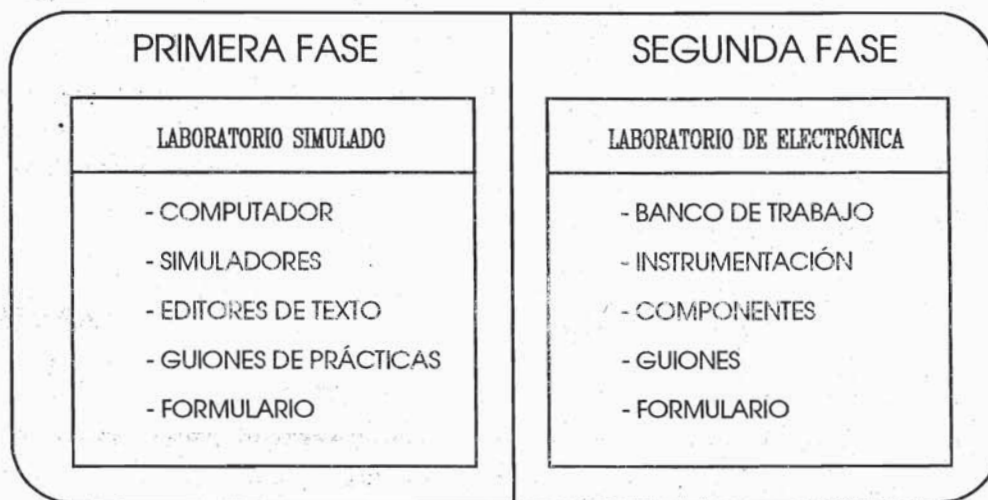 PRIMERA FASE
LABORATORIO SIMULADO
- COMPUTADOR
- SIMULADORES
- EDITORES DE TEXTO
- GUIONES DE PRÁCTICAS
- FORMULARIO
SEGUNDA FASE
LABORATORIO DE ELECTRÓNICA
- BANCO DE TRABAJO
- INSTRUMENTACIÓN
- COMPONENTES
- GUIONES
- FORMULARIO